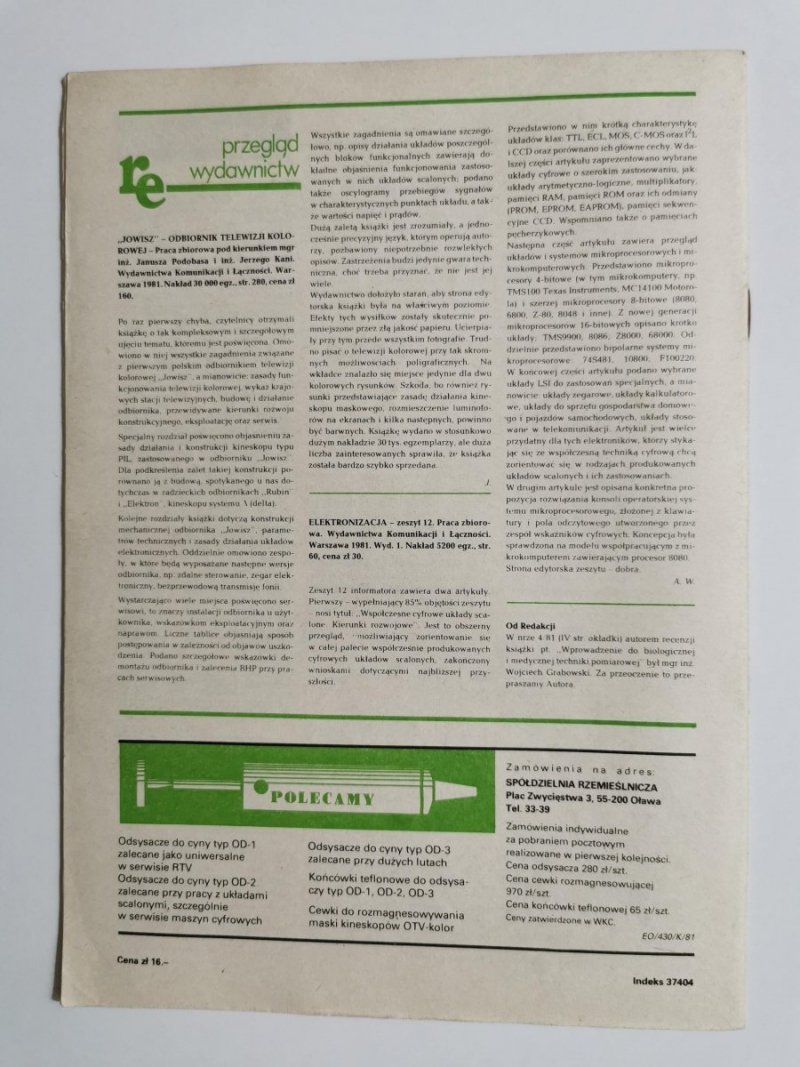 re
przegląd
wydawnictw
„JOWISZ” – ODBIORNIK TELEWIZJI KOLO-
ROWEJ – Praca zbiorowa pod kierunkiem mgr
inż. Janusza Podobasa i inż. Jerzego Kani.
Wydawnictwa Komunikacji i Łączności. War-
szawa 1981. Nakład 30 000 egz., str. 280, cena zł
160.
Po raz pierwszy chyba, czytelnicy otrzymali
książkę o tak kompleksowym i szczegółowym
ujęciu tematu, któremu jest poświęcona. Omó-
wiono w niej wszystkie zagadnienia związane
z pierwszym polskim odbiornikiem telewizji
kolorowej „Jowisz”, a mianowicie: zasady fun-
kcjonowania telewizji kolorowej, wykaz krajo-
wych stacji telewizyjnych, budowę i działanie
odbiornika, przewidywane kierunki rozwoju
konstrukcyjnego, eksploatację oraz serwis.
Specjalny rozdział poświęcono objaśnieniu za-
sady działania i konstrukcji kineskopu typu
PIL, zastosowanego w odbiorniku „Jowisz”.
Dla podkreślenia zalet takiej konstrukcji po-
równano ją z budową, spotykanego u nas do-
tychczas w radzieckich odbiornikach „Rubin”
i „Elektron”, kineskopu systemu Δ (delta).
Kolejne rozdziały książki dotyczą konstrukcji
mechanicznej odbiornika „Jowisz”, parame-
trów technicznych i zasady działania układów
elektronicznych. Oddzielnie omówiono zespo-
ły, w które będą wyposażane następne wersje
odbiornika, np. zdalne sterowanie, zegar elek-
troniczny, bezprzewodową transmisję fonii.
Wystarczająco wiele miejsca poświęcono ser-
wisowi, to znaczy instalacji odbiornika u użyt-
kownika, wskazówkom eksploatacyjnym oraz
naprawom. Liczne tablice objaśniają sposób
postępowania w zależności od objawów uszko-
dzenia. Podano szczegółowe wskazówki de-
montażu odbiornika i zalecenia BHP przy pra-
cach serwisowych.
Wszystkie zagadnienia są omawiane szczegó-
łowo, np. opisy działania układów poszczegól-
nych bloków funkcjonalnych zawierają do-
kładne objaśnienia funkcjonowania zastoso-
wanych w nich układów scalonych; podano
także oscylogramy przebiegów sygnałów
w charakterystycznych punktach układu, a tak-
że wartości napięć i prądów.
Dużą zaletą książki jest zrozumiały, a jedno-
cześnie precyzyjny język, którym operują auto-
rzy, pozbawiony niepotrzebnie rozwlekłych
opisów. Zastrzeżenia budzi jedynie gwara tech-
niczna, choć trzeba przyznać, że nie jest jej
wiele.
Wydawnictwo dołożyło starań, aby strona edy-
torska książki była na właściwym poziomie.
Efekty tych wysiłków zostały skutecznie po-
mniejszone przez złą jakość papieru. Ucierpia-
ły przy tym przede wszystkim fotografie. Trud-
no pisać o telewizji kolorowej przy tak skrom-
nych możliwościach poligraficznych. Na
wkładce znalazło się miejsce jedynie dla dwu
kolorowych rysunków. Szkoda, bo również ry-
sunki przedstawiające zasadę działania kine-
skopu maskowego, rozmieszczenie luminofo-
rów na ekranach i kilka następnych, powinno
być barwnych. Książkę wydano w stosunkowo
dużym nakładzie 30 tys. egzemplarzy, ale duża
liczba zainteresowanych sprawiła, że książka
została bardzo szybko sprzedana.
J.
ELEKTRONIZACJA – zeszyt 12. Praca zbioro-
wa. Wydawnictwa Komunikacji i Łączności.
Warszawa 1981. Wyd. 1. Nakład 5200 egz., str.
60, cena zł 30.
Zeszyt 12 informatora zawiera dwa artykuły.
Pierwszy – wypełniający 85% objętości zeszytu
– nosi tytuł: „Współczesne cyfrowe układy sca-
lone. Kierunki rozwojowe”. Jest to obszerny
przegląd, umożliwiający zorientowanie się
w całej palecie współcześnie produkowanych
cyfrowych układów scalonych, zakończony
wnioskami dotyczącymi najbliższej przy-
szłości.
Przedstawiono w nim krótką charakterystykę
układów klas: TTL, ECL, MOS, C-MOS oraz I²L
i CCD oraz porównano ich główne cechy. W da-
lszej części artykułu zaprezentowano wybrane
układy cyfrowe o szerokim zastosowaniu, jak:
układy arytmetyczno-logiczne, multiplikatory,
pamięci RAM, pamięci ROM oraz ich odmiany
(PROM, EPROM, EAPROM), pamięci sekwen-
cyjne CCD. Wspomniano także o pamięciach
pęcherzykowych.
Następna część artykułu zawiera przegląd
układów i systemów mikroprocesorowych i mi-
krokomputerowych. Przedstawiono mikropro-
cesory 4-bitowe (w tym mikrokomputery, np.
TMS100 Texas Instruments, MC14100 Motoro-
la) i szerzej mikroprocesory 8-bitowe (8080,
6800, Z-80, 8048 i inne). Z nowej generacji
mikroprocesorów 16-bitowych opisano krótko
układy: TMS9900, 8086, Z8000, 68000. Od-
dzielnie przedstawiono bipolarne systemy mi-
kroprocesorowe: 74S481, 10800, F100220.
W końcowej części artykułu podano wybrane
układy LSI do zastosowań specjalnych, a mia-
nowicie: układy zegarowe, układy kalkulatoro-
we, układy do sprzętu gospodarstwa domowe-
go i pojazdów samochodowych, układy stoso-
wane w telekomunikacji. Artykuł jest wielce
przydatny dla tych elektroników, którzy styka-
jąc się ze współczesną techniką cyfrową chcą
zorientować się w rodzajach produkowanych
układów scalonych i ich zastosowaniach.
W drugim artykule jest opisana konkretna pro-
pozycja rozwiązania konsoli operatorskiej sys-
temu mikroprocesorowego, złożonej z klawia-
tury i pola odczytowego utworzonego przez
zespół wskaźników cyfrowych. Koncepcja była
sprawdzona na modelu współpracującym z mi-
krokomputerem zawierającym procesor 8080.
Strona edytorska zeszytu – dobra.
A. W.
Od Redakcji
W nrze 4/81 (IV str. okładki) autorem recenzji
książki pt. „Wprowadzenie do biologicznej
i medycznej techniki pomiarowej” był mgr inż.
Wojciech Grabowski. Za przeoczenie to prze-
praszamy Autora.
POLECAMY
Odsysacze do cyny typ OD-1
zalecane jako uniwersalne
w serwisie RTV
Odsysacze do cyny typ OD-2
zalecane przy pracy z układami
scalonymi, szczególnie
w serwisie maszyn cyfrowych
Odsysacze do cyny typ OD-3
zalecane przy dużych lutach
Końcówki teflonowe do odsysa-
czy typ OD-1, OD-2, OD-3
Cewki do rozmagnesowywania
maski kineskopów OTV-kolor
Zamówienia na adres:
SPÓŁDZIELNIA RZEMIEŚLNICZA
Plac Zwycięstwa 3, 55-200 Oława
Tel. 33-39
Zamówienia indywidualne
za pobraniem pocztowym
realizowane w pierwszej kolejności.
Cena odsysacza 280 zł/szt.
Cena cewki rozmagnesowującej
970 zł/szt.
Cena końcówki teflonowej 65 zł/szt.
Ceny zatwierdzone w WKC.
EO/430/K/81
Cena zł 16.–
Indeks 37404